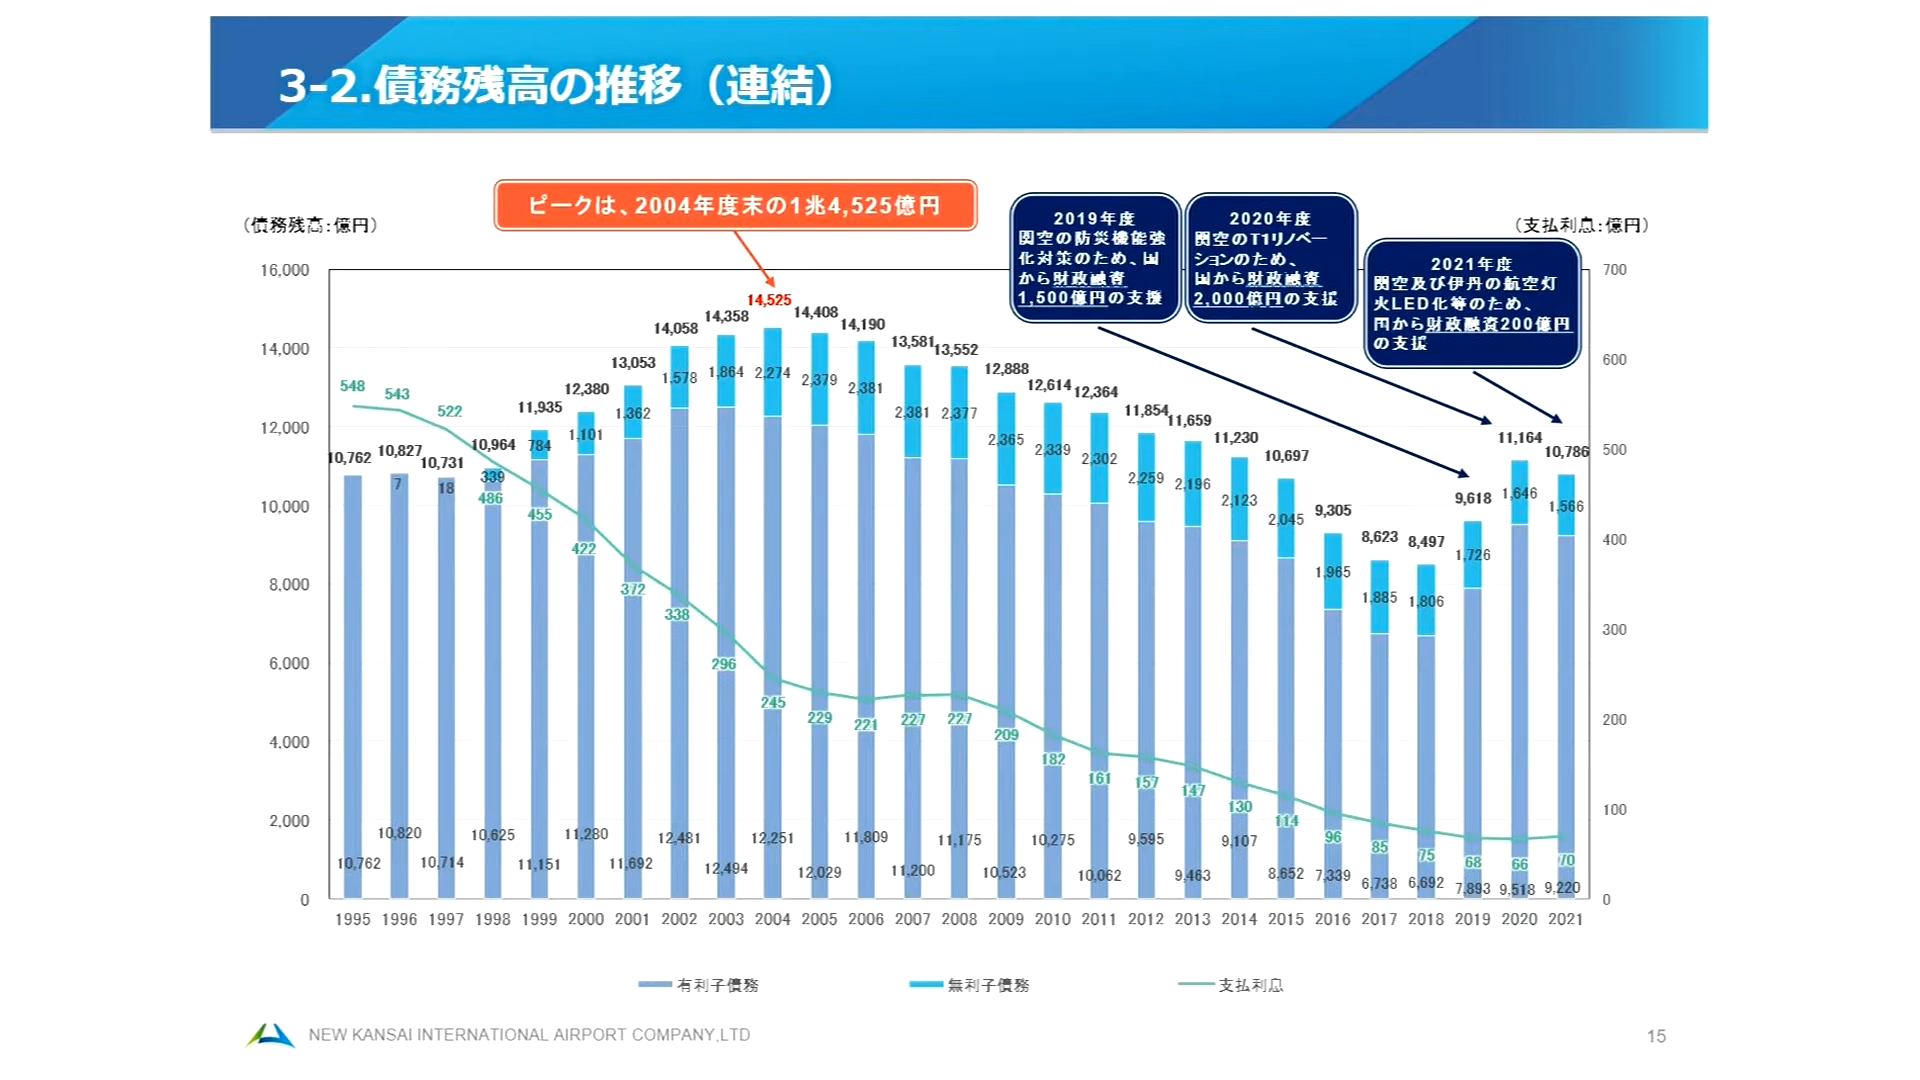 3-2.債務残高の推移（連結）
ピークは、2004年度末の1兆4,525億円
（債務残高：億円）
（支払利息：億円）
2019年度
関空の防災機能強
化対策のため、国
から財政融資
1,500億円の支援
2020年度
関空のT1リノベー
ションのため、
国から財政融資
2,000億円の支援
2021年度
関空及び伊丹の航空灯
火LED化等のため、
国から財政融資200億円
の支援
16,000
14,000
12,000
10,000
8,000
6,000
4,000
2,000
0
700
600
500
400
300
200
100
0
10,762 10,827 10,731 10,964 11,935 12,380 13,053 14,058 14,358 14,525 14,408 14,190 13,581 13,552 12,888 12,614 12,364 11,854 11,659 11,230 10,697 9,305 8,623 8,497 9,618 11,164 10,786
7 18 339 784 1,101 1,362 1,578 1,864 2,274 2,379 2,381 2,381 2,377 2,365 2,339 2,302 2,259 2,196 2,123 2,045 1,965 1,885 1,806 1,726 1,646 1,566
548 543 522 486 455 422 372 338 296 245 229 221 227 227 209 182 161 157 147 130 114 96 85 75 68 66 70
10,762 10,820 10,714 10,625 11,151 11,280 11,692 12,481 12,494 12,251 12,029 11,809 11,200 11,175 10,523 10,275 10,062 9,595 9,463 9,107 8,652 7,339 6,738 6,692 7,893 9,518 9,220
1995 1996 1997 1998 1999 2000 2001 2002 2003 2004 2005 2006 2007 2008 2009 2010 2011 2012 2013 2014 2015 2016 2017 2018 2019 2020 2021
有利子債務 無利子債務 支払利息
NEW KANSAI INTERNATIONAL AIRPORT COMPANY,LTD
15